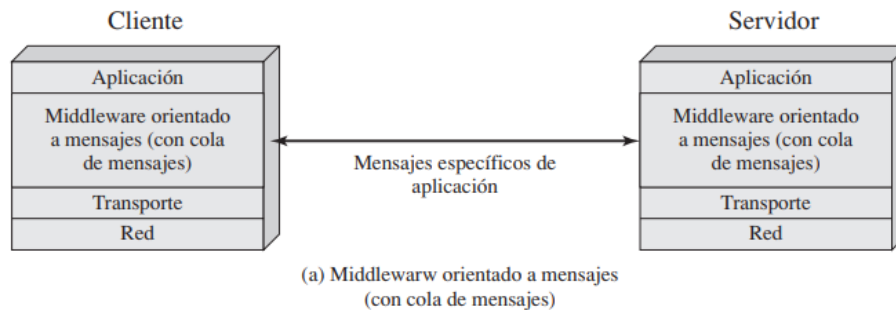 Cliente
Servidor
Aplicación
Middleware orientado
a mensajes (con cola
de mensajes)
Transporte
Red
Mensajes específicos de
aplicación
Aplicación
Middleware orientado
a mensajes (con cola
de mensajes)
Transporte
Red
(a) Middlewarw orientado a mensajes
(con cola de mensajes)